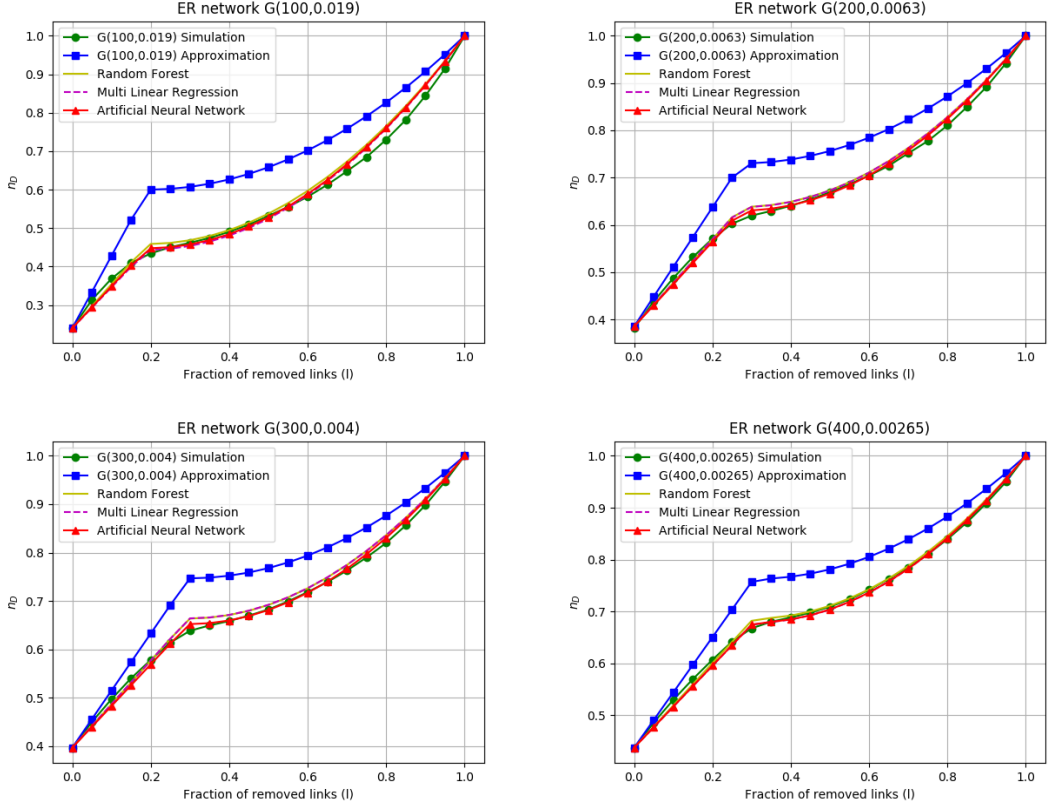 ER network G(100,0.019)
1.0
0.9
0.8
0.7
0.6
0.5
0.4
0.3
n_D
G(100,0.019) Simulation
G(100,0.019) Approximation
Random Forest
Multi Linear Regression
Artificial Neural Network
0.0 0.2 0.4 0.6 0.8 1.0
Fraction of removed links (l)
ER network G(200,0.0063)
1.0
0.9
0.8
0.7
0.6
0.5
0.4
n_D
G(200,0.0063) Simulation
G(200,0.0063) Approximation
Random Forest
Multi Linear Regression
Artificial Neural Network
0.0 0.2 0.4 0.6 0.8 1.0
Fraction of removed links (l)
ER network G(300,0.004)
1.0
0.9
0.8
0.7
0.6
0.5
0.4
n_D
G(300,0.004) Simulation
G(300,0.004) Approximation
Random Forest
Multi Linear Regression
Artificial Neural Network
0.0 0.2 0.4 0.6 0.8 1.0
Fraction of removed links (l)
ER network G(400,0.00265)
1.0
0.9
0.8
0.7
0.6
0.5
n_D
G(400,0.00265) Simulation
G(400,0.00265) Approximation
Random Forest
Multi Linear Regression
Artificial Neural Network
0.0 0.2 0.4 0.6 0.8 1.0
Fraction of removed links (l)